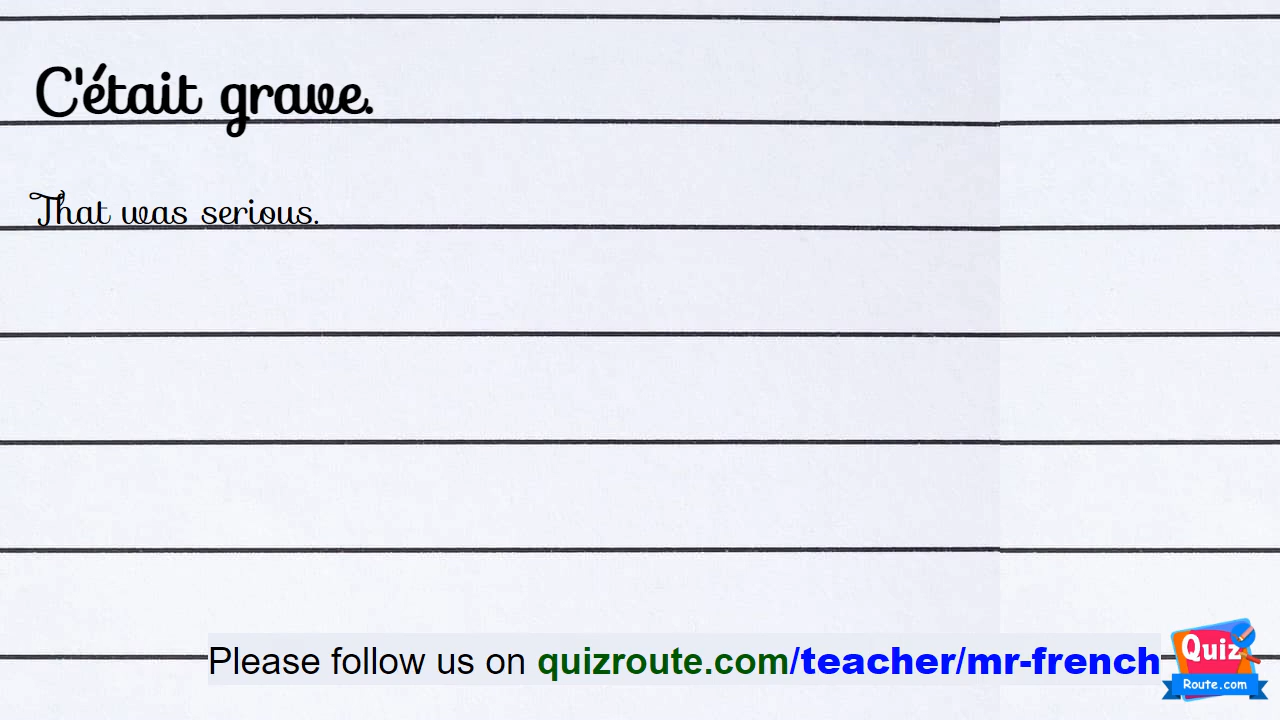 C'était grave.
That was serious.
Please follow us on quizroute.com/teacher/mr-french
Quiz
Route.com